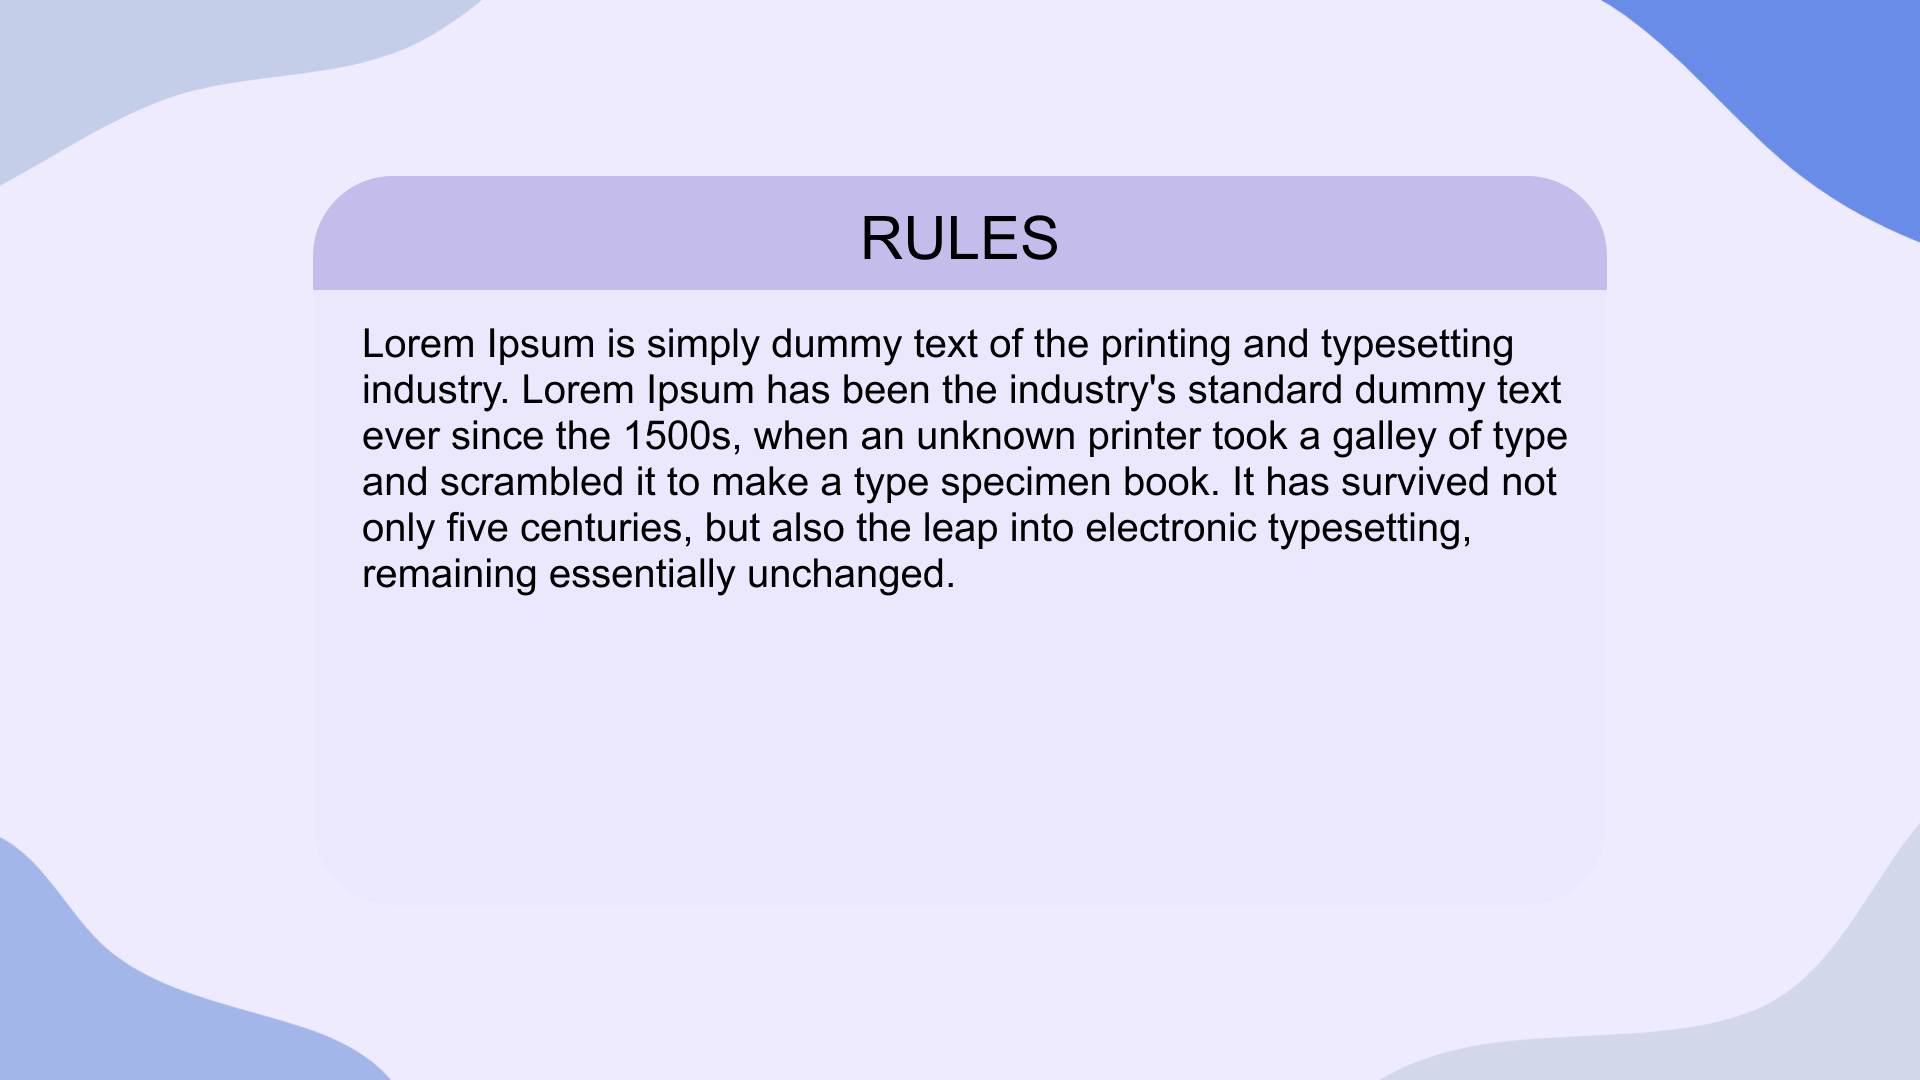 RULES
Lorem Ipsum is simply dummy text of the printing and typesetting
industry. Lorem Ipsum has been the industry's standard dummy text
ever since the 1500s, when an unknown printer took a galley of type
and scrambled it to make a type specimen book. It has survived not
only five centuries, but also the leap into electronic typesetting,
remaining essentially unchanged.